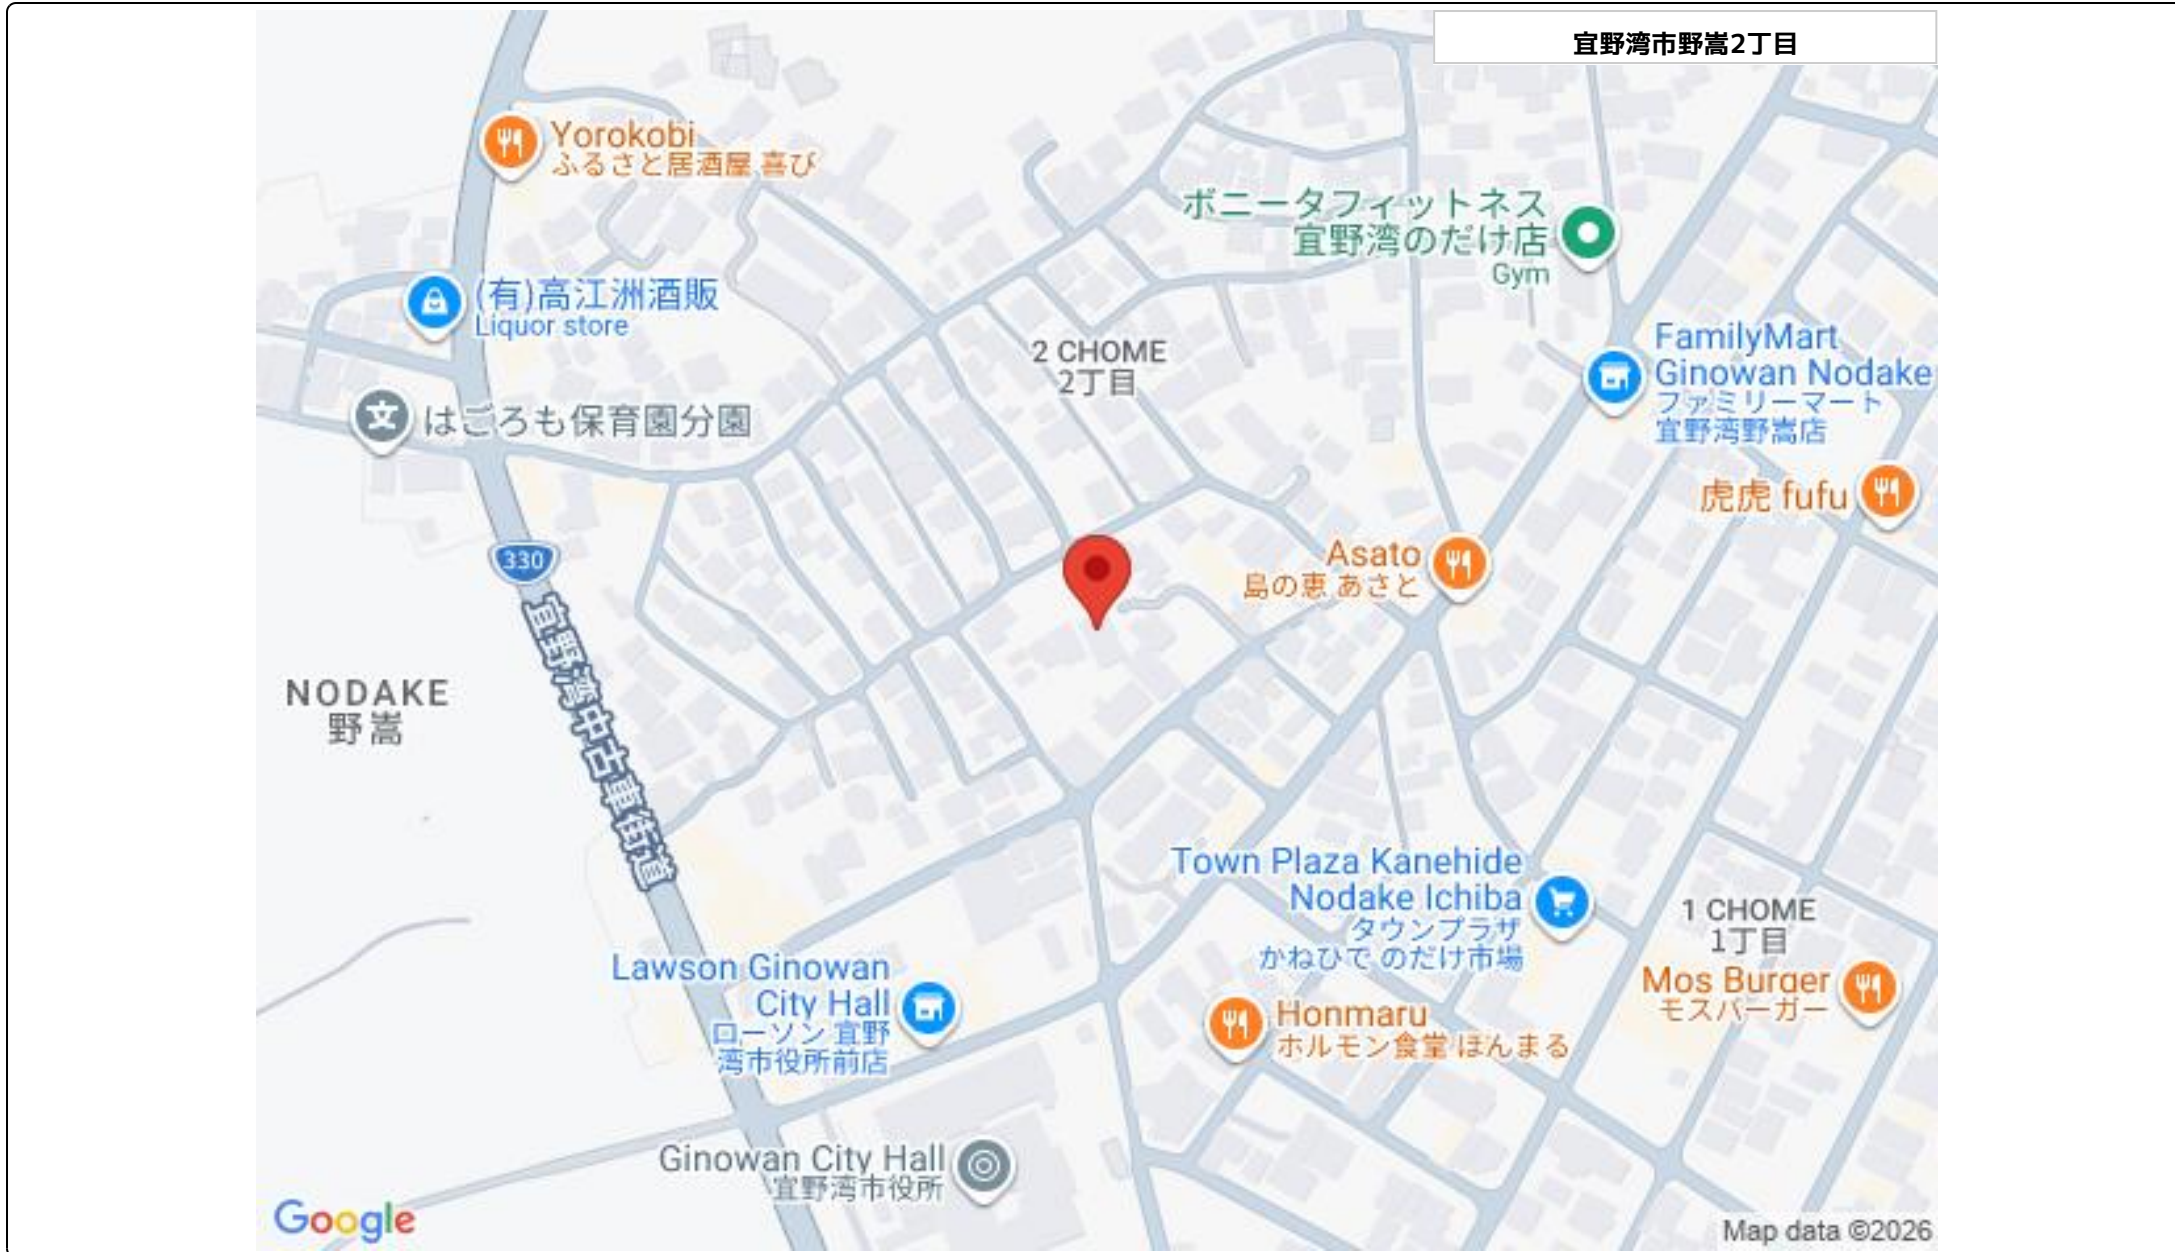 宜野湾市野嵩2丁目
Yorokobi
ふるさと居酒屋 喜び
ボニータフィットネス
宜野湾のだけ店
Gym
(有)高江洲酒販
Liquor store
2 CHOME
2丁目
FamilyMart
Ginowan Nodake
ファミリーマート
宜野湾野嵩店
はごろも保育園分園
虎虎 fufu
330
Asato
島の恵 あさと
宜野湾中古車街道
NODAKE
野嵩
Town Plaza Kanehide
Nodake Ichiba
タウンプラザ
かねひで のだけ市場
1 CHOME
1丁目
Lawson Ginowan
City Hall
ローソン 宜野
湾市役所前店
Mos Burger
モスバーガー
Honmaru
ホルモン食堂 ほんまる
Ginowan City Hall
宜野湾市役所
Google
Map data ©2026